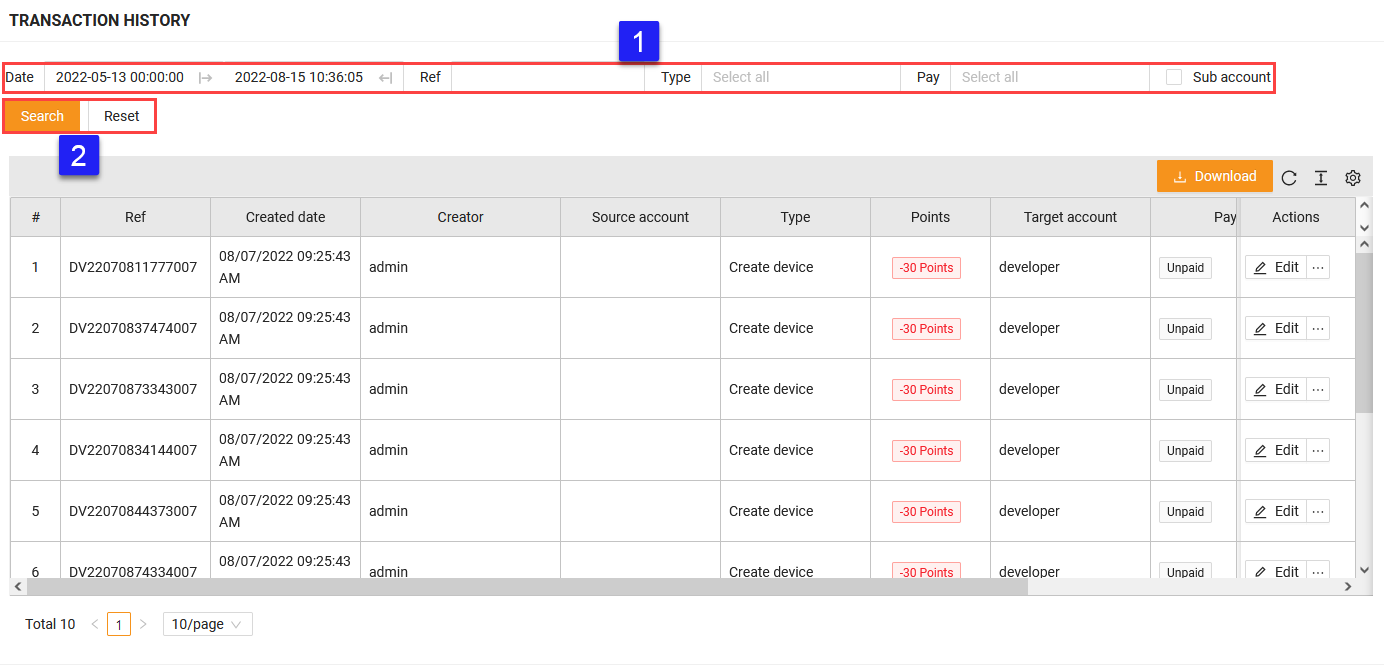 TRANSACTION HISTORY
1
Date 2022-05-13 00:00:00 2022-08-15 10:36:05 Ref Type Select all Pay Select all Sub account
Search Reset
2
Download
# Ref Created date Creator Source account Type Points Target account Pay Actions
1 DV22070811777007 08/07/2022 09:25:43 AM admin Create device -30 Points developer Unpaid Edit ...
2 DV22070837474007 08/07/2022 09:25:43 AM admin Create device -30 Points developer Unpaid Edit ...
3 DV22070873343007 08/07/2022 09:25:43 AM admin Create device -30 Points developer Unpaid Edit ...
4 DV22070834144007 08/07/2022 09:25:43 AM admin Create device -30 Points developer Unpaid Edit ...
5 DV22070844373007 08/07/2022 09:25:43 AM admin Create device -30 Points developer Unpaid Edit ...
6 DV22070874334007 08/07/2022 09:25:43 admin Create device -30 Points developer Unpaid Edit ...
Total 10 < 1 > 10/page